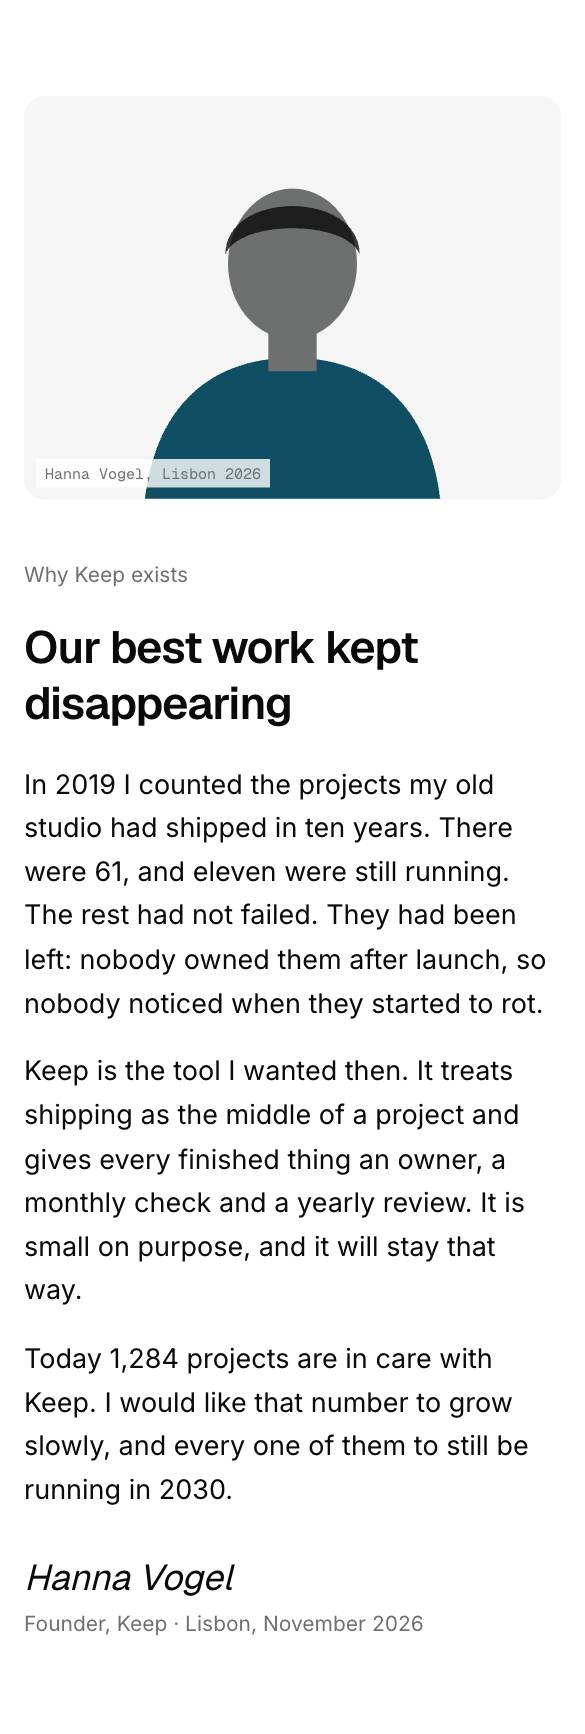 Hanna Vogel, Lisbon 2026
Why Keep exists
Our best work kept
disappearing
In 2019 I counted the projects my old
studio had shipped in ten years. There
were 61, and eleven were still running.
The rest had not failed. They had been
left: nobody owned them after launch, so
nobody noticed when they started to rot.
Keep is the tool I wanted then. It treats
shipping as the middle of a project and
gives every finished thing an owner, a
monthly check and a yearly review. It is
small on purpose, and it will stay that
way.
Today 1,284 projects are in care with
Keep. I would like that number to grow
slowly, and every one of them to still be
running in 2030.
Hanna Vogel
Founder, Keep · Lisbon, November 2026